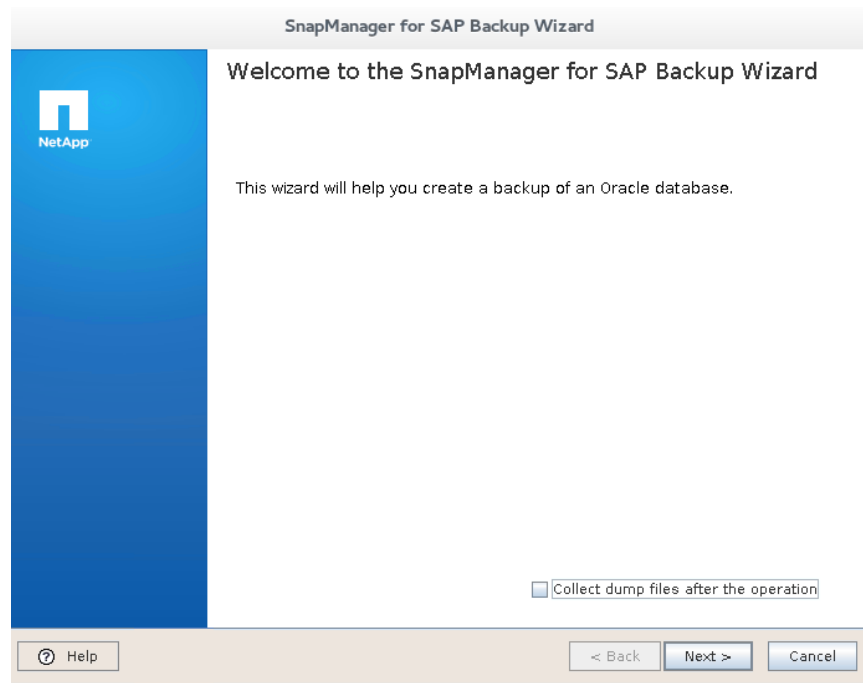 SnapManager for SAP Backup Wizard
Welcome to the SnapManager for SAP Backup Wizard
NetApp
This wizard will help you create a backup of an Oracle database.
Collect dump files after the operation
Help
< Back
Next >
Cancel